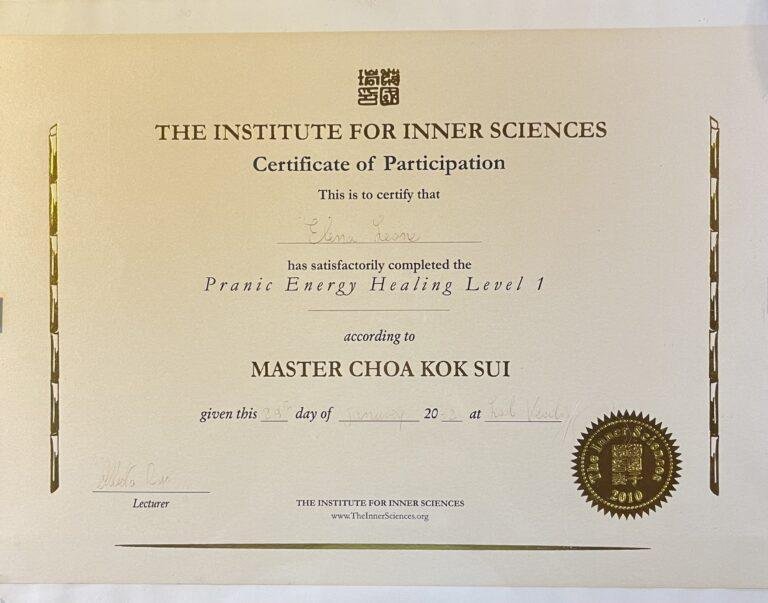 THE INSTITUTE FOR INNER SCIENCES
Certificate of Participation
This is to certify that
Elena Leone
has satisfactorily completed the
Pranic Energy Healing Level 1
according to
MASTER CHOA KOK SUI
given this 29th day of January 20 at
Lecturer
THE INSTITUTE FOR INNER SCIENCES
www.TheInnerSciences.org
The Inner Sciences
2010